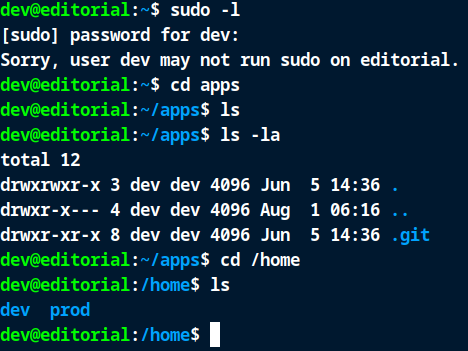 dev@editorial:~$ sudo -l
[sudo] password for dev:
Sorry, user dev may not run sudo on editorial.
dev@editorial:~$ cd apps
dev@editorial:~/apps$ ls
dev@editorial:~/apps$ ls -la
total 12
drwxrwxr-x 3 dev dev 4096 Jun  5 14:36 .
drwxr-x--- 4 dev dev 4096 Aug  1 06:16 ..
drwxr-xr-x 8 dev dev 4096 Jun  5 14:36 .git
dev@editorial:~/apps$ cd /home
dev@editorial:/home$ ls
dev  prod
dev@editorial:/home$